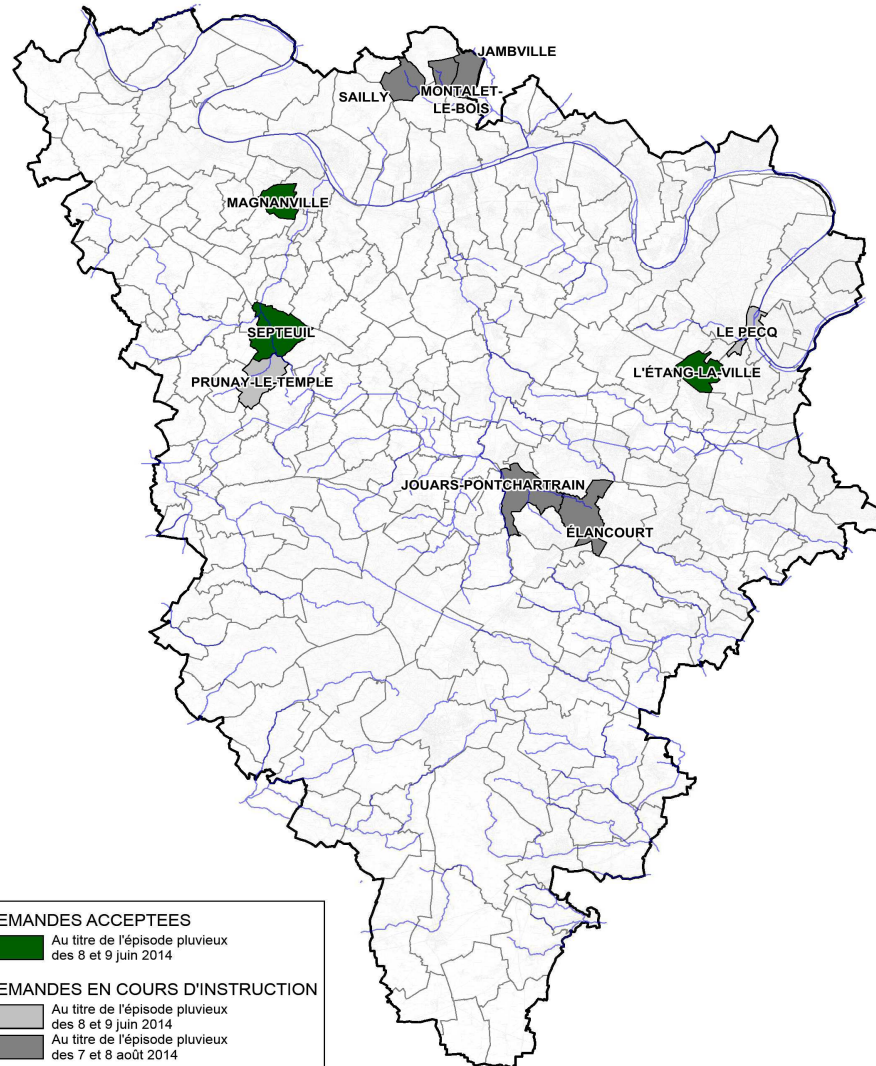 JAMBVILLE
SAILLY
MONTALET-
LE-BOIS
MAGNANVILLE
SEPTEUIL
LE PECQ
PRUNAY-LE-TEMPLE
L'ÉTANG-LA-VILLE
JOUARS-PONTCHARTRAIN
ÉLANCOURT
EMANDES ACCEPTEES
Au titre de l'épisode pluvieux
des 8 et 9 juin 2014
EMANDES EN COURS D'INSTRUCTION
Au titre de l'épisode pluvieux
des 8 et 9 juin 2014
Au titre de l'épisode pluvieux
des 7 et 8 août 2014